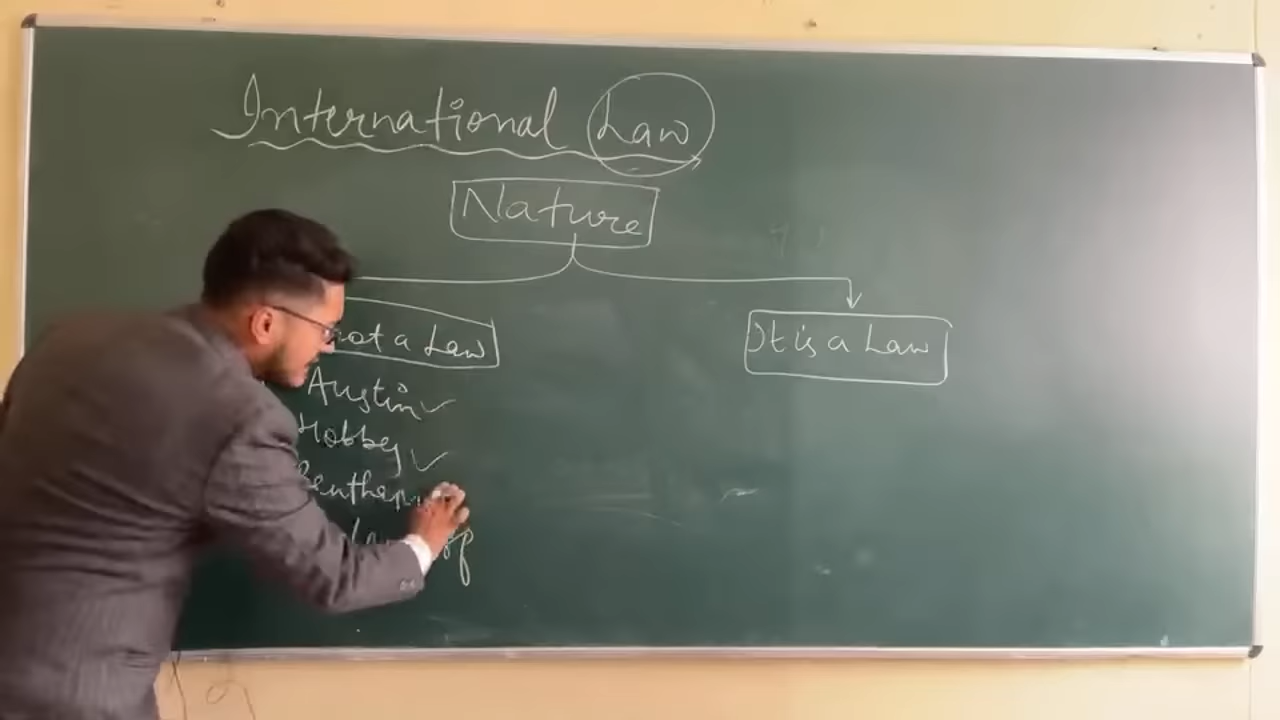 International Law
Nature
not a Law
It is a Law
Austin
Hobbes
Bentham